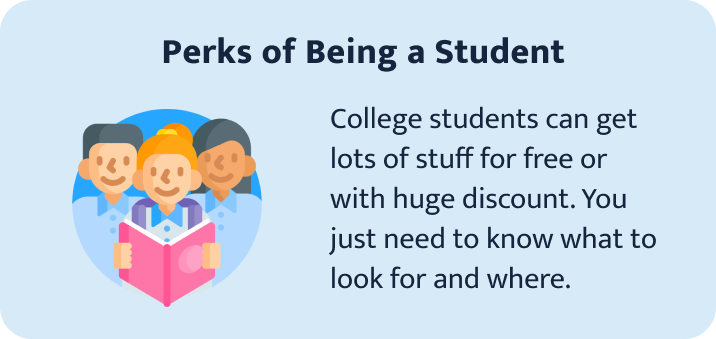 Perks of Being a Student
College students can get
lots of stuff for free or
with huge discount. You
just need to know what to
look for and where.